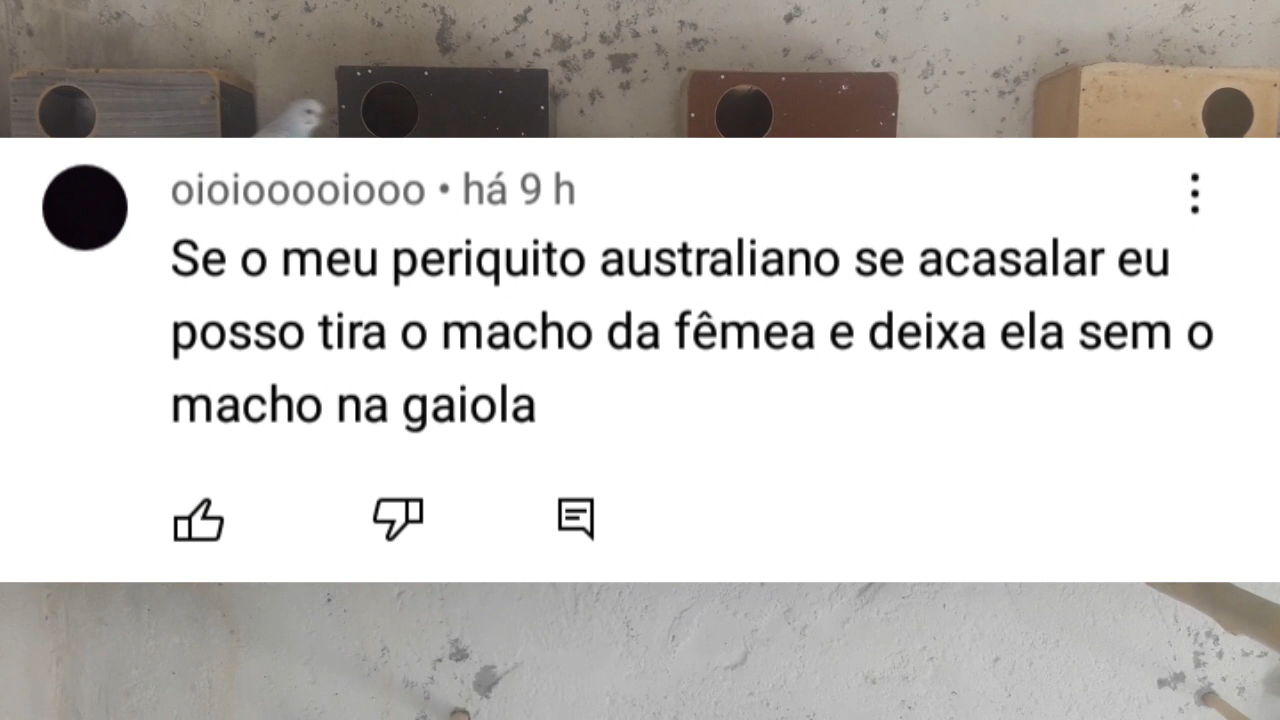 oioiooooiooo • há 9 h
Se o meu periquito australiano se acasalar eu
posso tira o macho da fêmea e deixa ela sem o
macho na gaiola